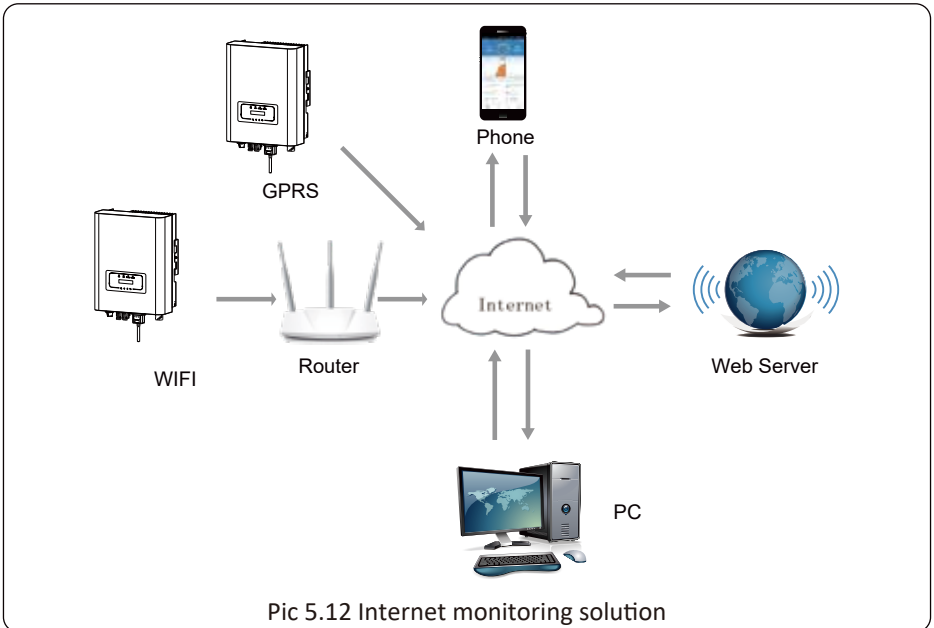 Phone
GPRS
Internet
WIFI
Router
Web Server
PC
Pic 5.12 Internet monitoring solution